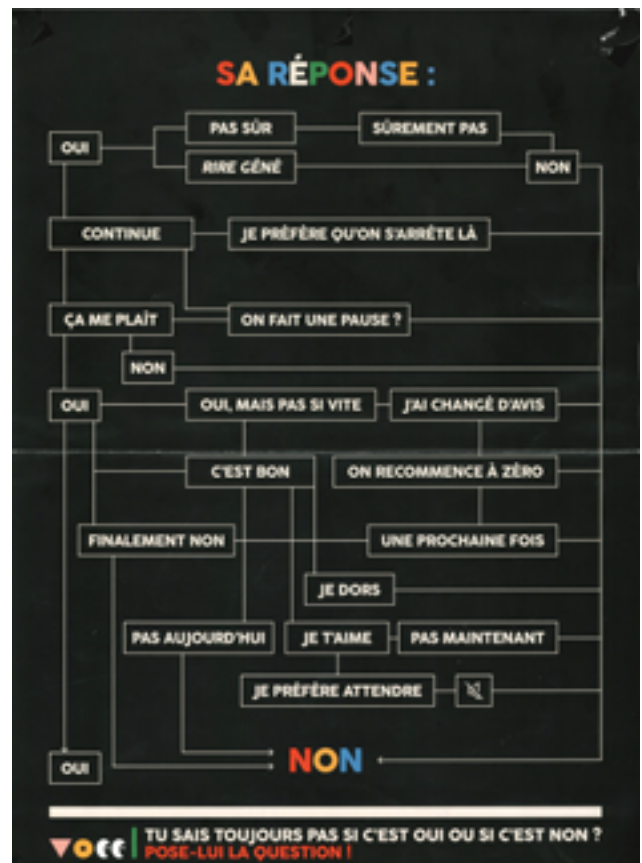 SA RÉPONSE :
PAS SÛR
SÛREMENT PAS
OUI
RIRE GÊNÉ
NON
CONTINUE
JE PRÉFÈRE QU'ON S'ARRÊTE LÀ
ÇA ME PLAÎT
ON FAIT UNE PAUSE ?
NON
OUI
OUI, MAIS PAS SI VITE
J'AI CHANGÉ D'AVIS
C'EST BON
ON RECOMMENCE À ZÉRO
FINALEMENT NON
UNE PROCHAINE FOIS
JE DORS
PAS AUJOURD'HUI
JE T'AIME
PAS MAINTENANT
JE PRÉFÈRE ATTENDRE
NON
OUI
TU SAIS TOUJOURS PAS SI C'EST OUI OU SI C'EST NON ?
POSE-LUI LA QUESTION !